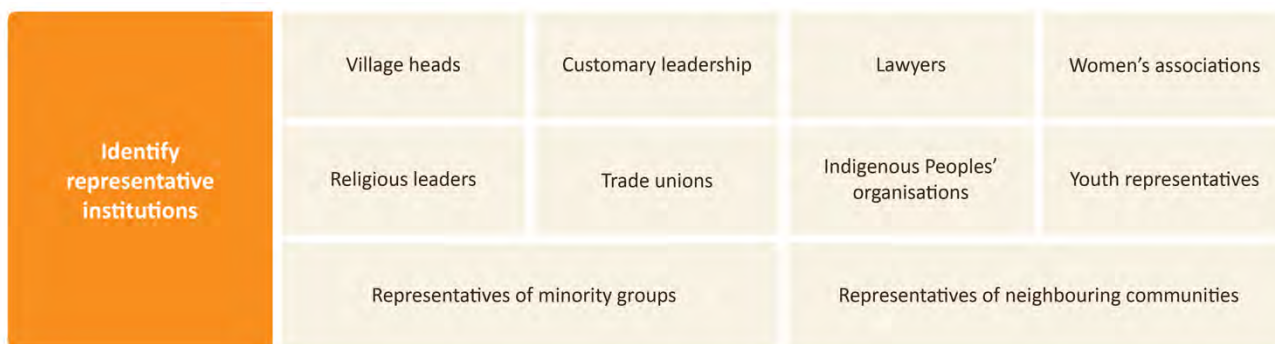 Identify
representative
institutions
Village heads
Customary leadership
Lawyers
Women’s associations
Religious leaders
Trade unions
Indigenous Peoples’
organisations
Youth representatives
Representatives of minority groups
Representatives of neighbouring communities